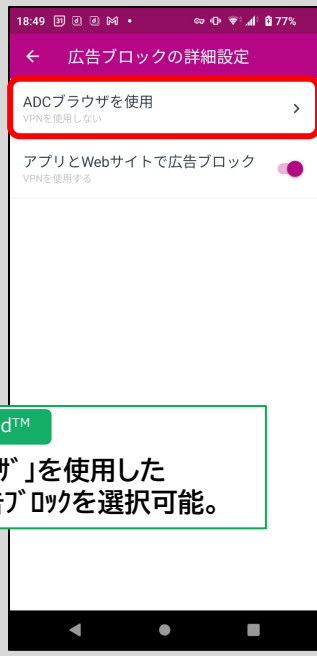 18:49 31 d d M • 77%
広告ブロックの詳細設定
ADCブラウザを使用
VPNを使用しない
アプリとWebサイトで広告ブロック
VPNを使用する
d™
ｻﾞ」を使用した
ﾌﾞﾛｯｸを選択可能。